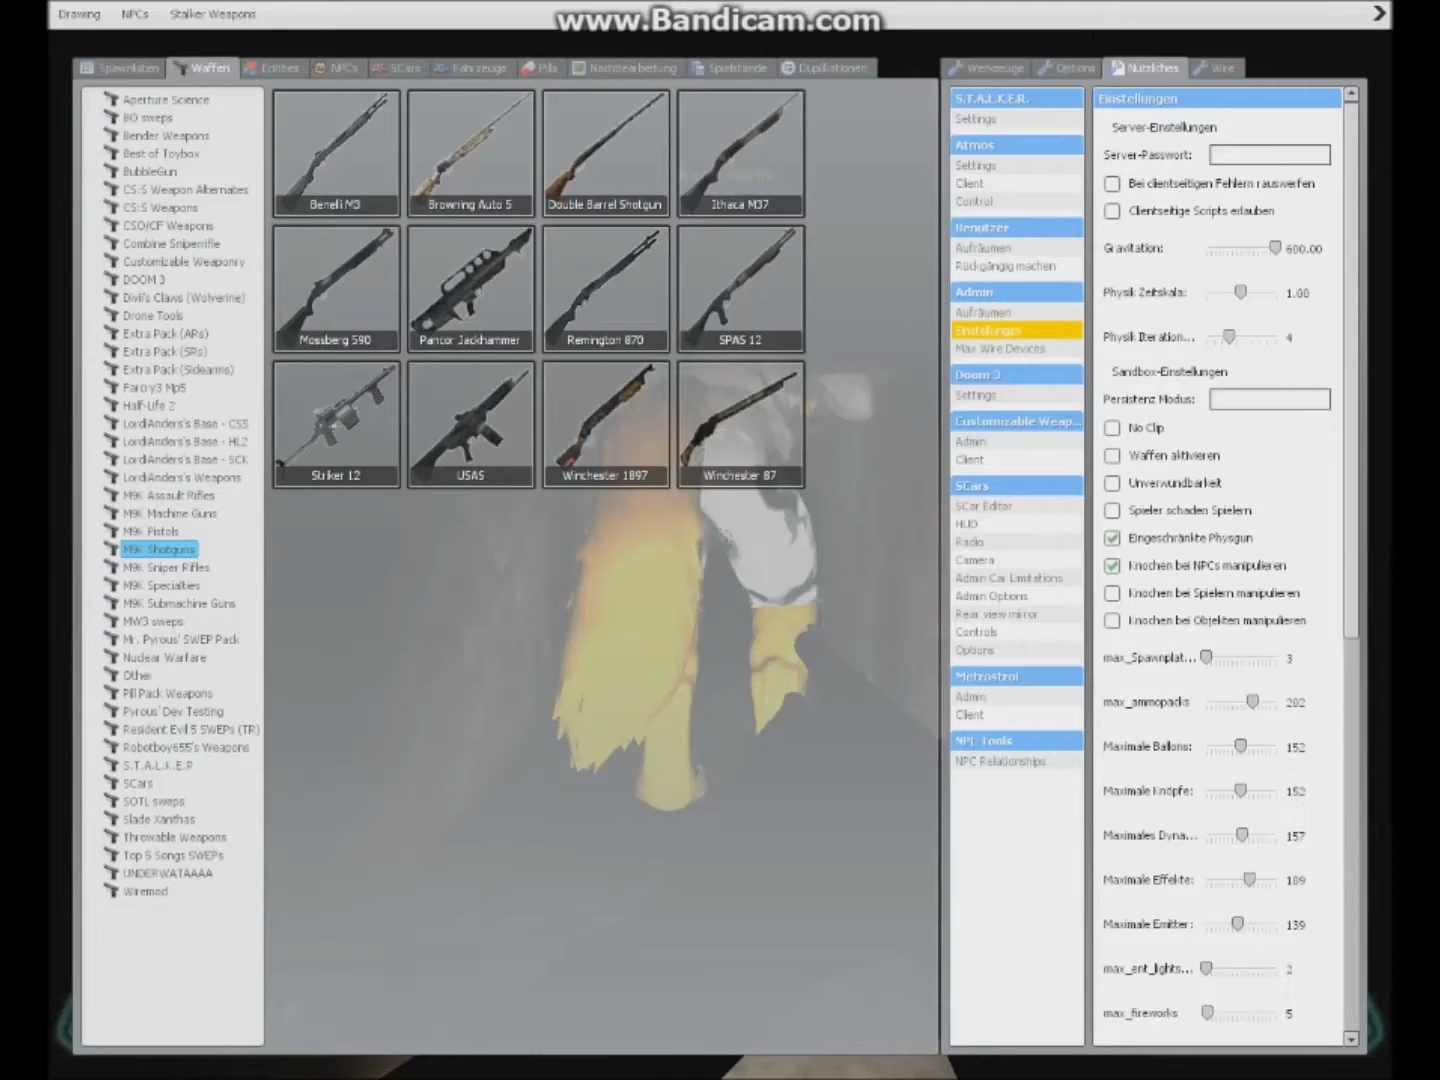 Drawing NPCs Stalker Weapons
www.Bandicam.com
Spawnlisten Waffen Entities NPCs SCars Fahrzeuge Pills Nachbearbeitung Spielstände Duplikationen
Werkzeuge Options Nützliches Wire
Aperture Science
BO sweps
Bender Weapons
Best of Toybox
BubbleGun
CS:S Weapon Alternates
CS:S Weapons
CSO/CF Weapons
Combine Sniperrifle
Customizable Weaponry
DOOM 3
Divii's Claws (Wolverine)
Drone Tools
Extra Pack (ARs)
Extra Pack (SRs)
Extra Pack (Sidearms)
Farcry3 Mp5
Half-Life 2
LordiAnders's Base - CSS
LordiAnders's Base - HL2
LordiAnders's Base - SCK
LordiAnders's Weapons
M9K Assault Rifles
M9K Machine Guns
M9K Pistols
M9K Shotguns
M9K Sniper Rifles
M9K Specialties
M9K Submachine Guns
MW3 sweps
Mr. Pyrous' SWEP Pack
Nuclear Warfare
Other
Pill Pack Weapons
Pyrous' Dev Testing
Resident Evil 5 SWEPs (TR)
Robotboy655's Weapons
S.T.A.L.K.E.R
SCars
SOTL sweps
Slade Xanthas
Throwable Weapons
Top 5 Songs SWEPs
UNDERWATAAAA
Wiremod
Benelli M3 Browning Auto 5 Double Barrel Shotgun Ithaca M37
Mossberg 590 Pancor Jackhammer Remington 870 SPAS 12
Striker 12 USAS Winchester 1897 Winchester 87
S.T.A.L.K.E.R.
Settings
Atmos
Settings
Client
Control
Benutzer
Aufräumen
Rückgängig machen
Admin
Aufräumen
Einstellungen
Max Wire Devices
Doom 3
Settings
Customizable Weap...
Admin
Client
SCars
SCar Editor
HUD
Radio
Camera
Admin Car Limitations
Admin Options
Rear view mirror
Controls
Options
Metrostroi
Admin
Client
NPC Tools
NPC Relationships
Einstellungen
Server-Einstellungen
Server-Passwort:
Bei clientseitigen Fehlern rauswerfen
Clientseitige Scripts erlauben
Gravitation: 600.00
Physik Zeitskala: 1.00
Physik Iteration... 4
Sandbox-Einstellungen
Persistenz Modus:
No Clip
Waffen aktivieren
Unverwundbarkeit
Spieler schaden Spielern
Eingeschränkte Physgun
Knochen bei NPCs manipulieren
Knochen bei Spielern manipulieren
Knochen bei Objekten manipulieren
max_Spawnplat... 3
max_ammopacks 202
Maximale Ballons: 152
Maximale Knöpfe: 152
Maximales Dyna... 157
Maximale Effekte: 189
Maximale Emitter: 139
max_ent_lights... 2
max_fireworks 5